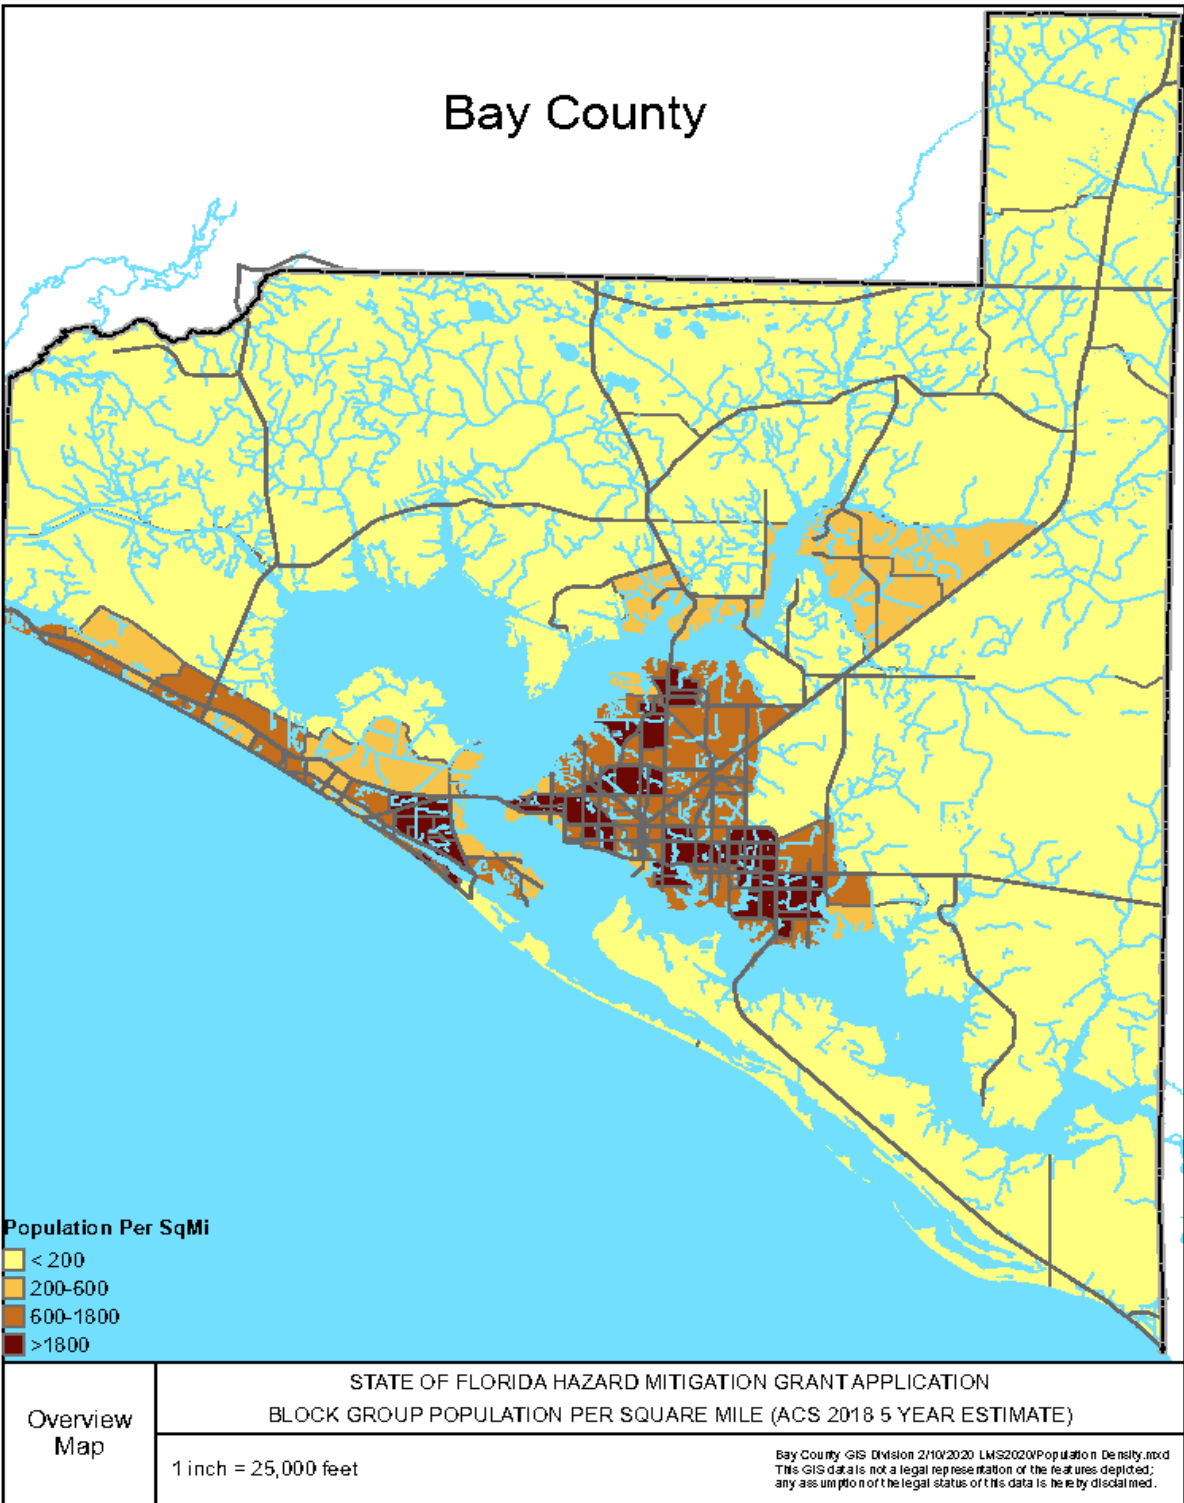 Bay County
Population Per SqMi
< 200
200-600
600-1800
>1800
Overview
Map
STATE OF FLORIDA HAZARD MITIGATION GRANT APPLICATION
BLOCK GROUP POPULATION PER SQUARE MILE (ACS 2018 5 YEAR ESTIMATE)
1 inch = 25,000 feet
Bay County GIS Division 2/10/2020 LMS2020/Population Density.mxd
This GIS data is not a legal representation of the features depicted;
any assumption of the legal status of this data is hereby disclaimed.